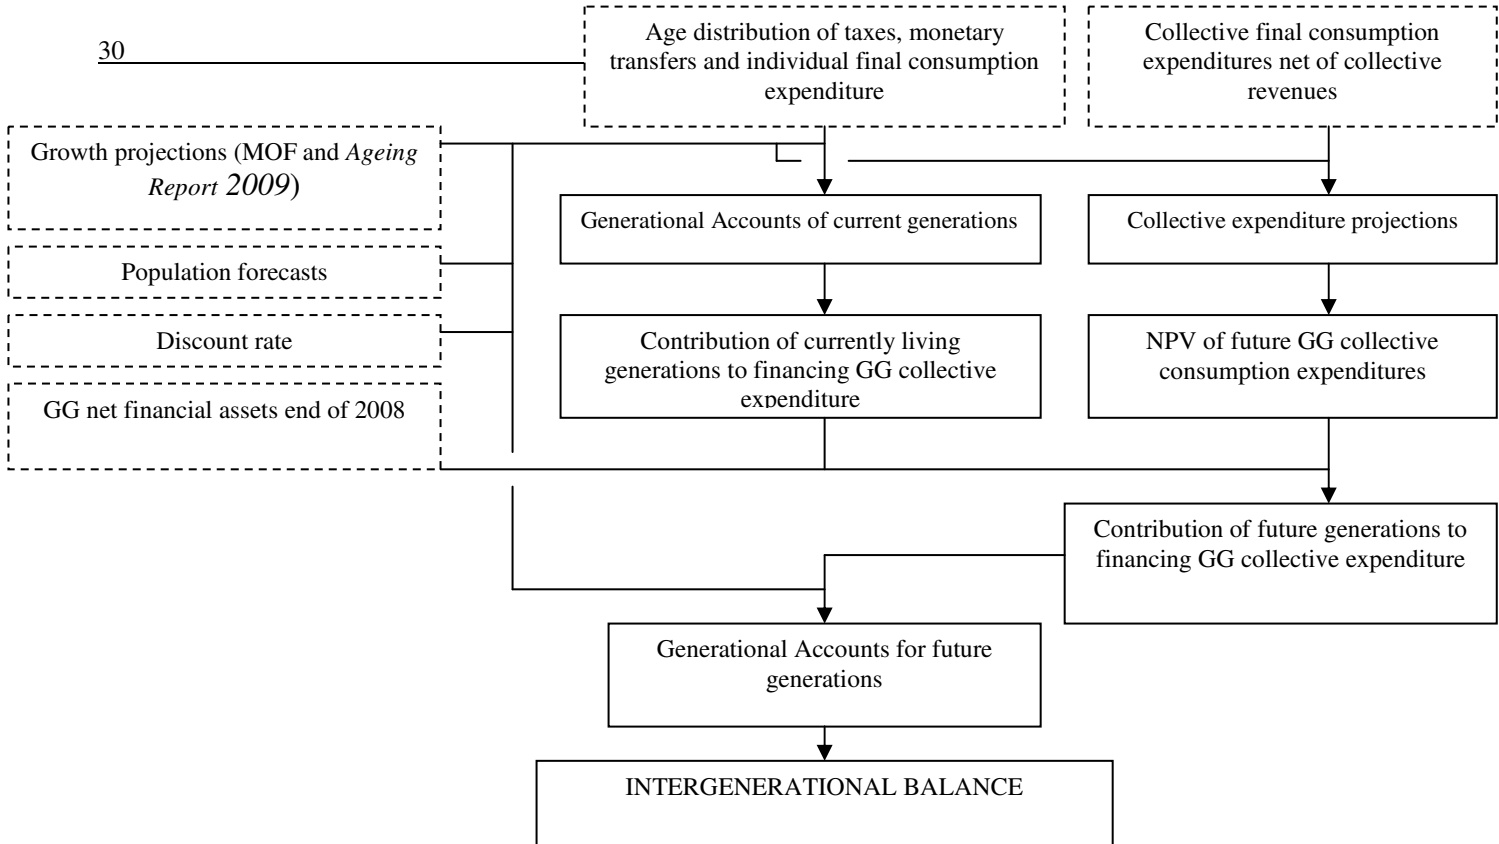 30
Age distribution of taxes, monetary
transfers and individual final consumption
expenditure
Collective final consumption
expenditures net of collective
revenues
Growth projections (MOF and Ageing
Report 2009)
Population forecasts
Discount rate
GG net financial assets end of 2008
Generational Accounts of current generations
Collective expenditure projections
Contribution of currently living
generations to financing GG collective
expenditure
NPV of future GG collective
consumption expenditures
Contribution of future generations to
financing GG collective expenditure
Generational Accounts for future
generations
INTERGENERATIONAL BALANCE